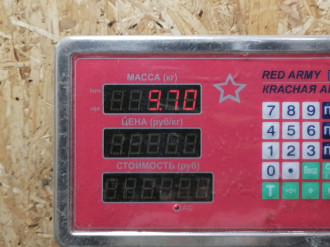 МАССА (кг)
9.70
ЦЕНА (руб/кг)
СТОИМОСТЬ (руб)
RED ARMY
КRАСНАЯ А
7 8 9
4 5 6
1 2 3
0 •
T